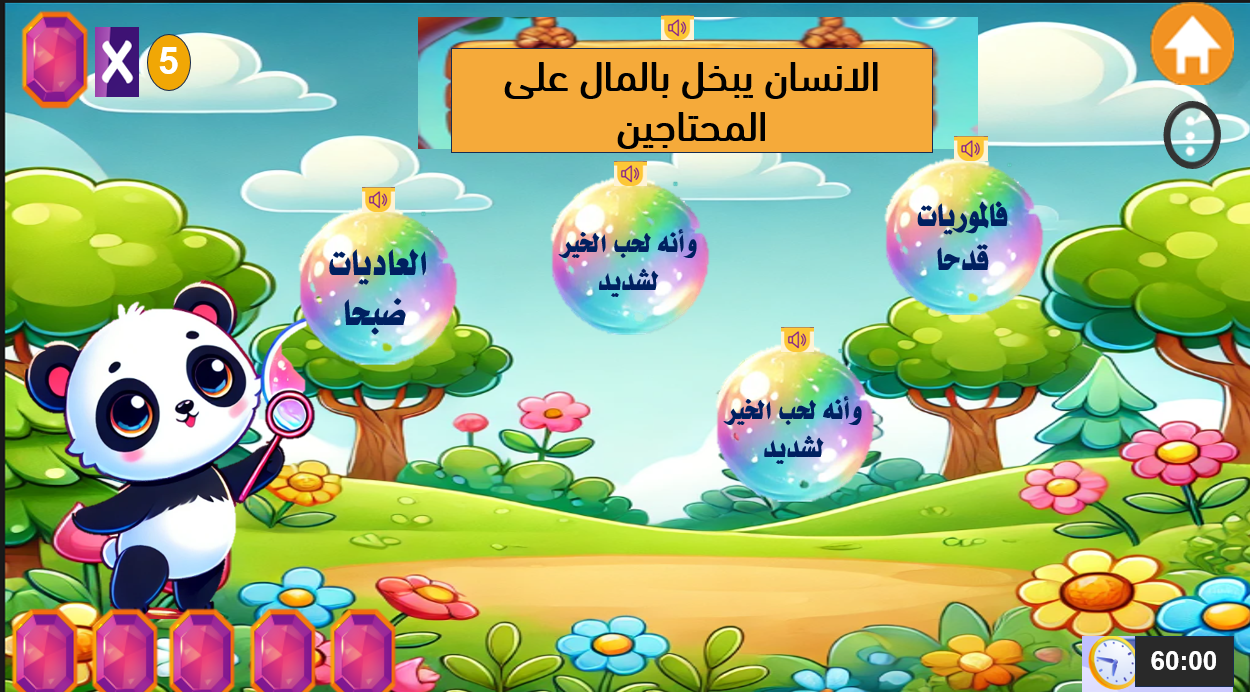 X 5
الانسان يبخل بالمال على
المحتاجين
فالموريات
قدحا
وأنه لحب الخير
لشديد
العاديات
ضبحا
وأنه لحب الخير
لشديد
60:00